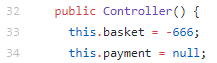 32 public Controller() {
33 this.basket = -666;
34 this.payment = null;